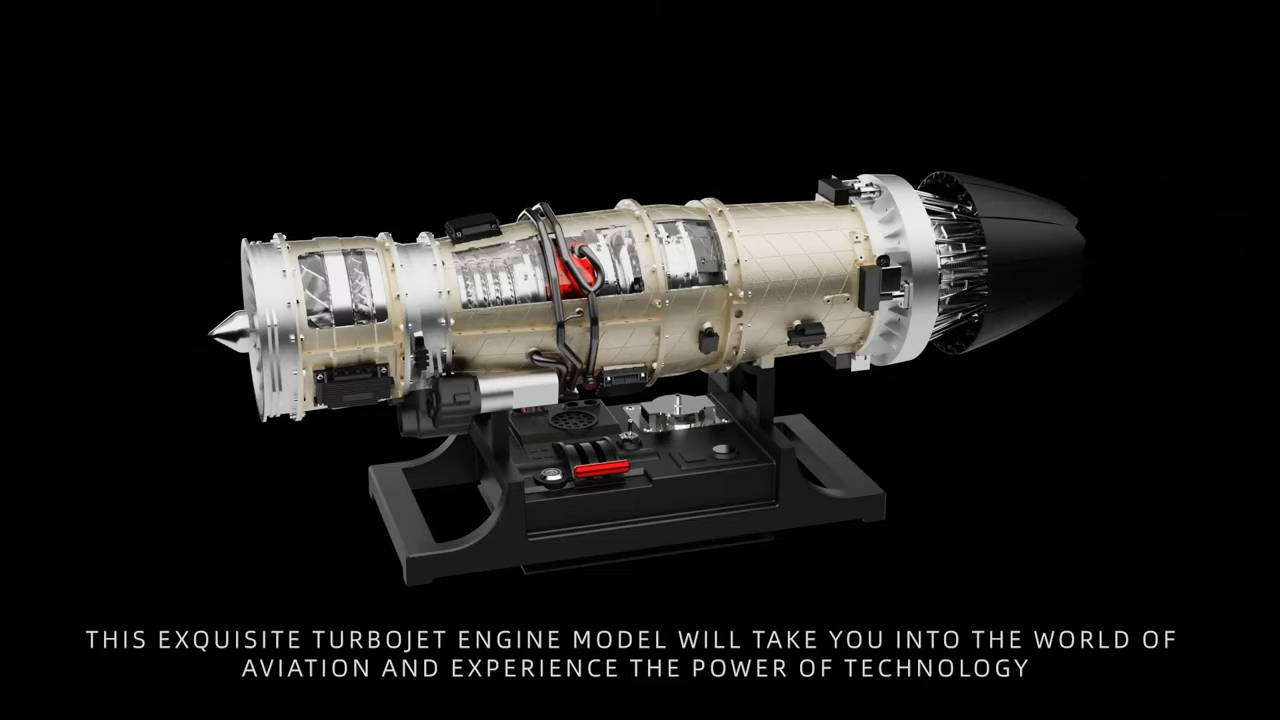 THIS EXQUISITE TURBOJET ENGINE MODEL WILL TAKE YOU INTO THE WORLD OF
AVIATION AND EXPERIENCE THE POWER OF TECHNOLOGY